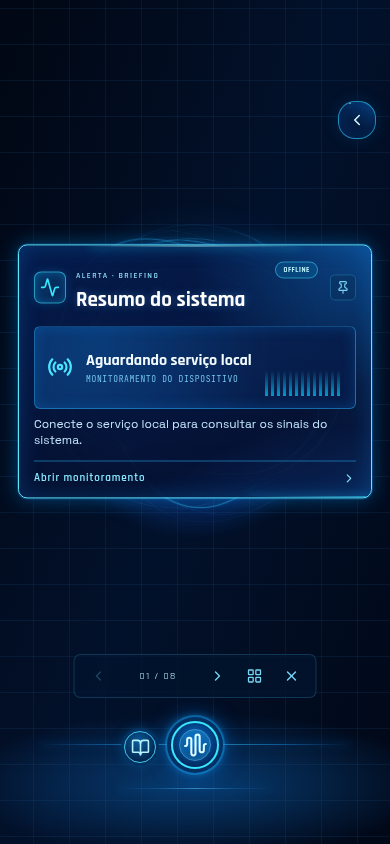 ALERTA · BRIEFING
OFFLINE
Resumo do sistema
Aguardando serviço local
MONITORAMENTO DO DISPOSITIVO
Conecte o serviço local para consultar os sinais do
sistema.
Abrir monitoramento
01 / 08